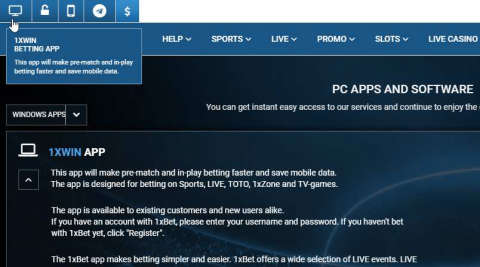 $
1XWIN
BETTING APP
This app will make pre-match and in-play
betting faster and save mobile data.
HELP SPORTS LIVE PROMO SLOTS LIVE CASINO
PC APPS AND SOFTWARE
You can get instant easy access to our services and continue to enjoy the
WINDOWS APPS
1XWIN APP
This app will make pre-match and in-play betting faster and save mobile data.
The app is designed for betting on Sports, LIVE, TOTO, 1xZone and TV-games.
The app is available to existing customers and new users alike.
If you have an account with 1xBet, please enter your username and password. If you haven't bet
with 1xBet yet, click "Register".
The 1xBet app makes betting simpler and easier. 1xBet offers a wide selection of LIVE events. LIVE